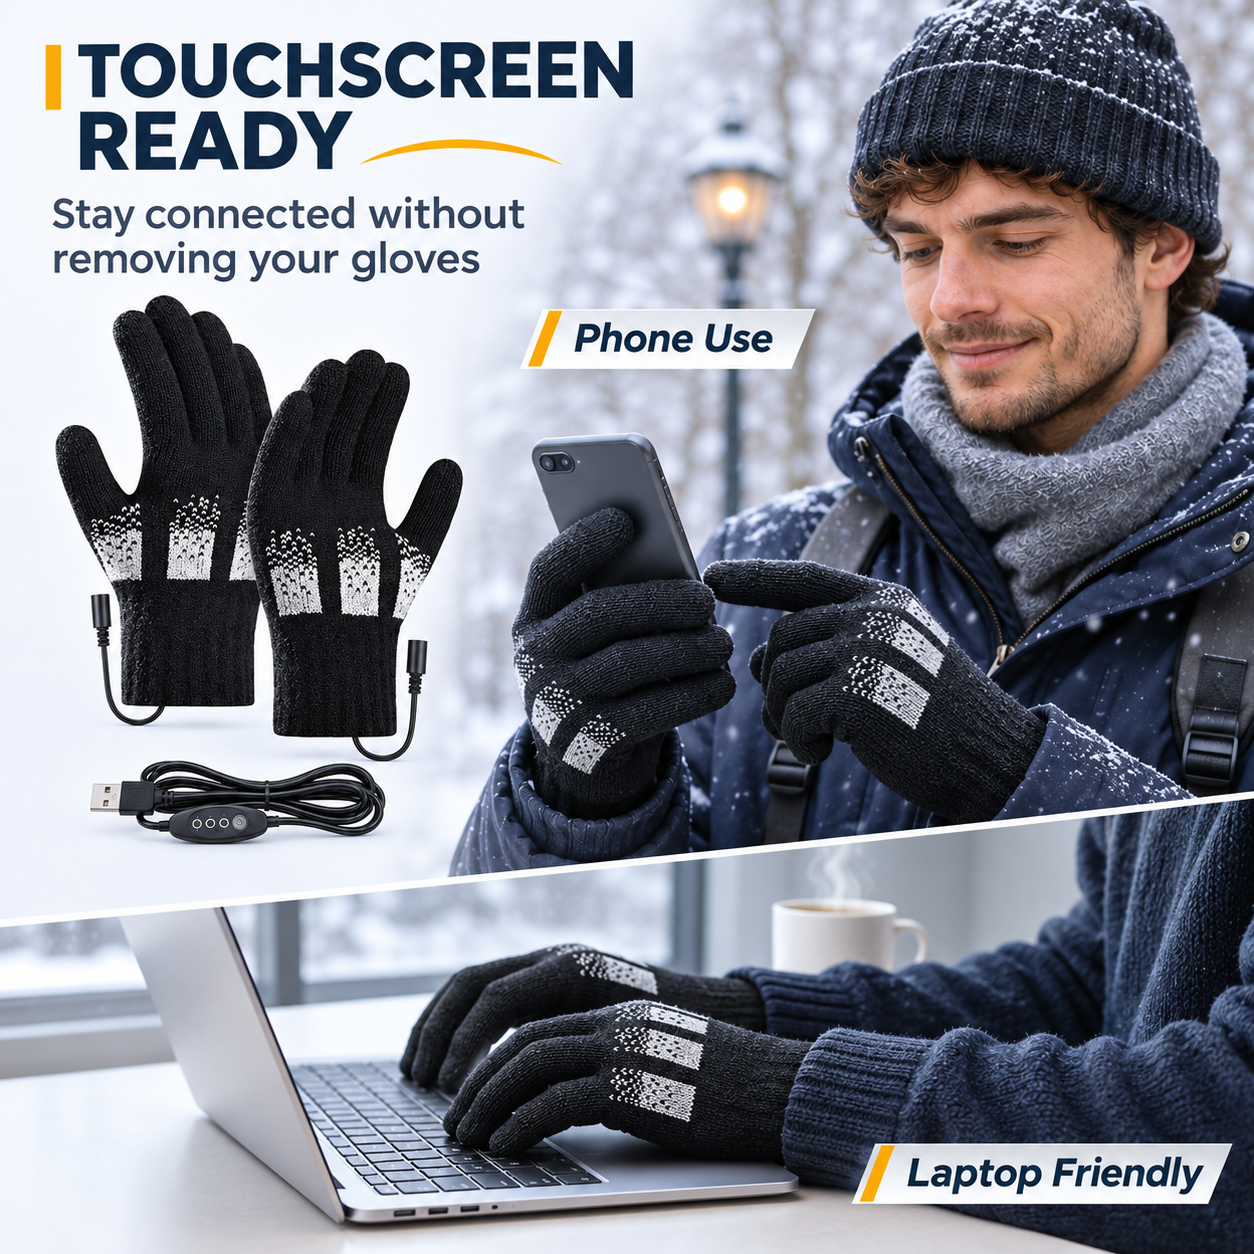 TOUCHSCREEN
READY
Stay connected without
removing your gloves
Phone Use
Laptop Friendly